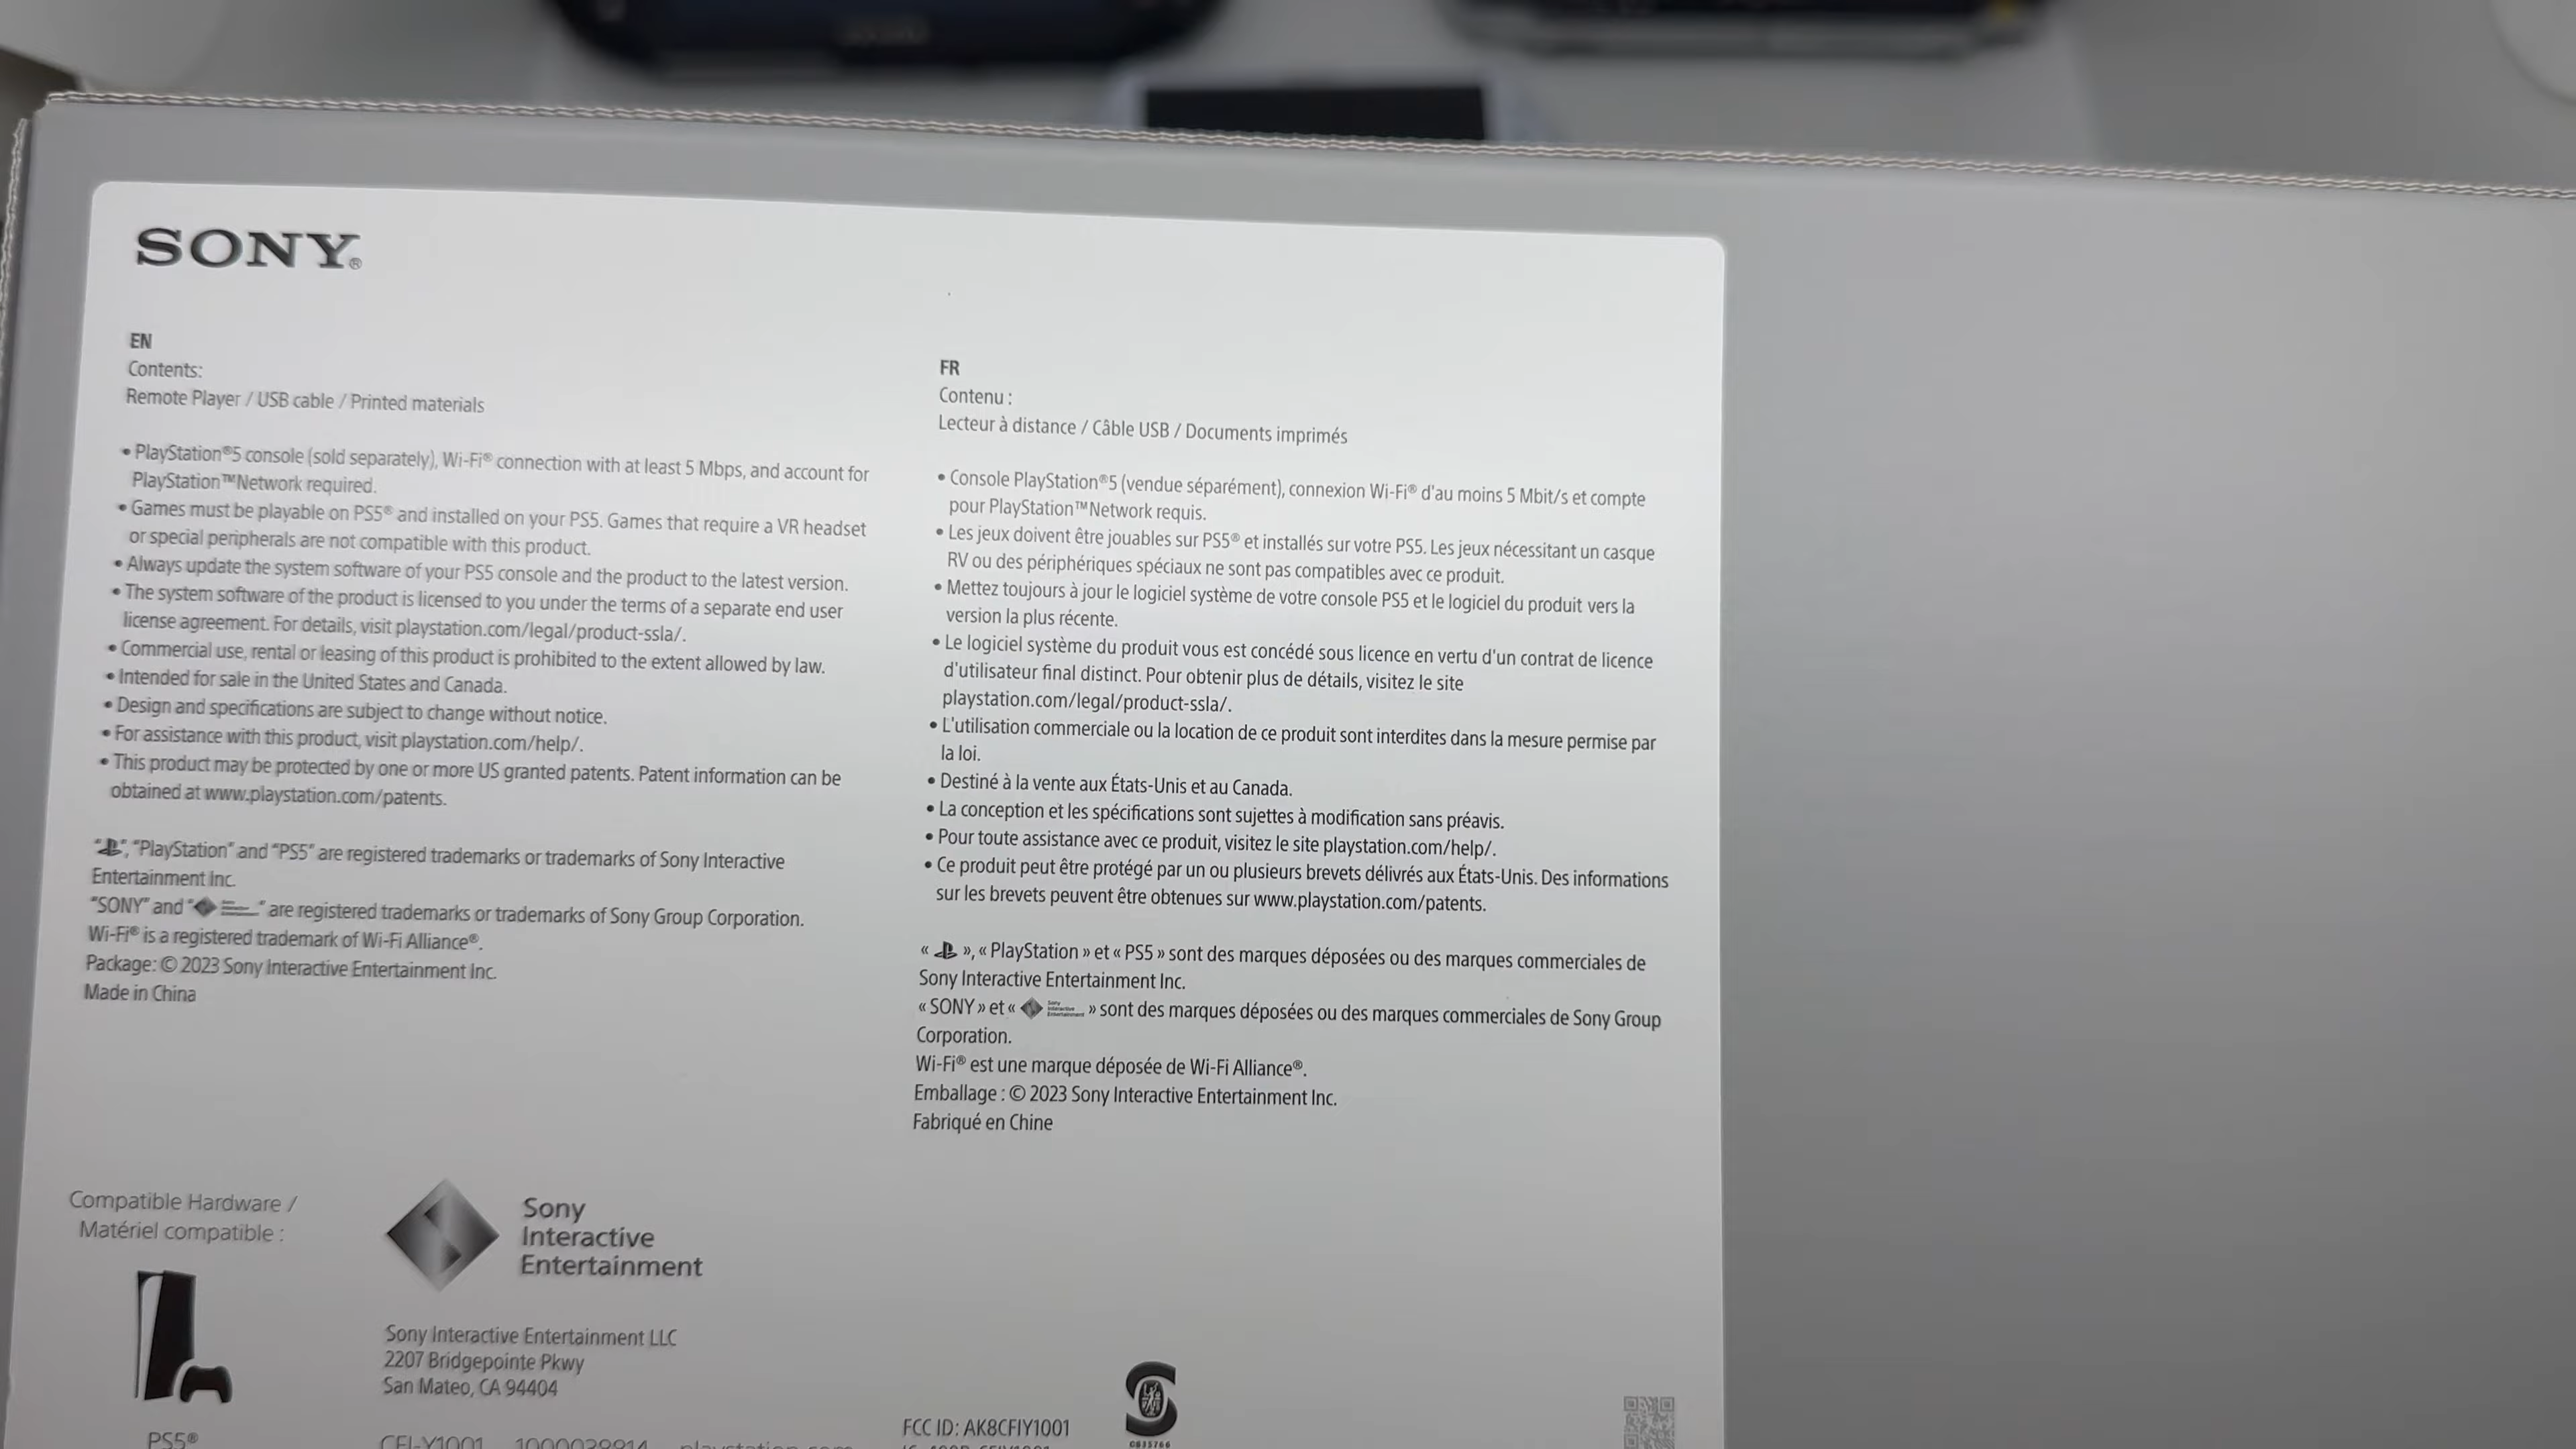 SONY®
EN
Contents:
Remote Player / USB cable / Printed materials
• PlayStation®5 console (sold separately), Wi-Fi® connection with at least 5 Mbps, and account for
PlayStation™Network required.
• Games must be playable on PS5® and installed on your PS5. Games that require a VR headset
or special peripherals are not compatible with this product.
• Always update the system software of your PS5 console and the product to the latest version.
• The system software of the product is licensed to you under the terms of a separate end user
license agreement. For details, visit playstation.com/legal/product-ssla/.
• Commercial use, rental or leasing of this product is prohibited to the extent allowed by law.
• Intended for sale in the United States and Canada.
• Design and specifications are subject to change without notice.
• For assistance with this product, visit playstation.com/help/.
• This product may be protected by one or more US granted patents. Patent information can be
obtained at www.playstation.com/patents.
“ ”, “PlayStation” and “PS5” are registered trademarks or trademarks of Sony Interactive
Entertainment Inc.
“SONY” and “ ” are registered trademarks or trademarks of Sony Group Corporation.
Wi-Fi® is a registered trademark of Wi-Fi Alliance®.
Package: © 2023 Sony Interactive Entertainment Inc.
Made in China
FR
Contenu :
Lecteur à distance / Câble USB / Documents imprimés
• Console PlayStation®5 (vendue séparément), connexion Wi-Fi® d'au moins 5 Mbit/s et compte
pour PlayStation™Network requis.
• Les jeux doivent être jouables sur PS5® et installés sur votre PS5. Les jeux nécessitant un casque
RV ou des périphériques spéciaux ne sont pas compatibles avec ce produit.
• Mettez toujours à jour le logiciel système de votre console PS5 et le logiciel du produit vers la
version la plus récente.
• Le logiciel système du produit vous est concédé sous licence en vertu d'un contrat de licence
d'utilisateur final distinct. Pour obtenir plus de détails, visitez le site
playstation.com/legal/product-ssla/.
• L'utilisation commerciale ou la location de ce produit sont interdites dans la mesure permise par
la loi.
• Destiné à la vente aux États-Unis et au Canada.
• La conception et les spécifications sont sujettes à modification sans préavis.
• Pour toute assistance avec ce produit, visitez le site playstation.com/help/.
• Ce produit peut être protégé par un ou plusieurs brevets délivrés aux États-Unis. Des informations
sur les brevets peuvent être obtenues sur www.playstation.com/patents.
« », « PlayStation » et « PS5 » sont des marques déposées ou des marques commerciales de
Sony Interactive Entertainment Inc.
« SONY » et « Sony Interactive Entertainment » sont des marques déposées ou des marques commerciales de Sony Group
Corporation.
Wi-Fi® est une marque déposée de Wi-Fi Alliance®.
Emballage : © 2023 Sony Interactive Entertainment Inc.
Fabriqué en Chine
Compatible Hardware /
Matériel compatible :
PS5®
Sony
Interactive
Entertainment
Sony Interactive Entertainment LLC
2207 Bridgepointe Pkwy
San Mateo, CA 94404
CFI-Y1001 playstation.com
FCC ID: AK8CFIY1001